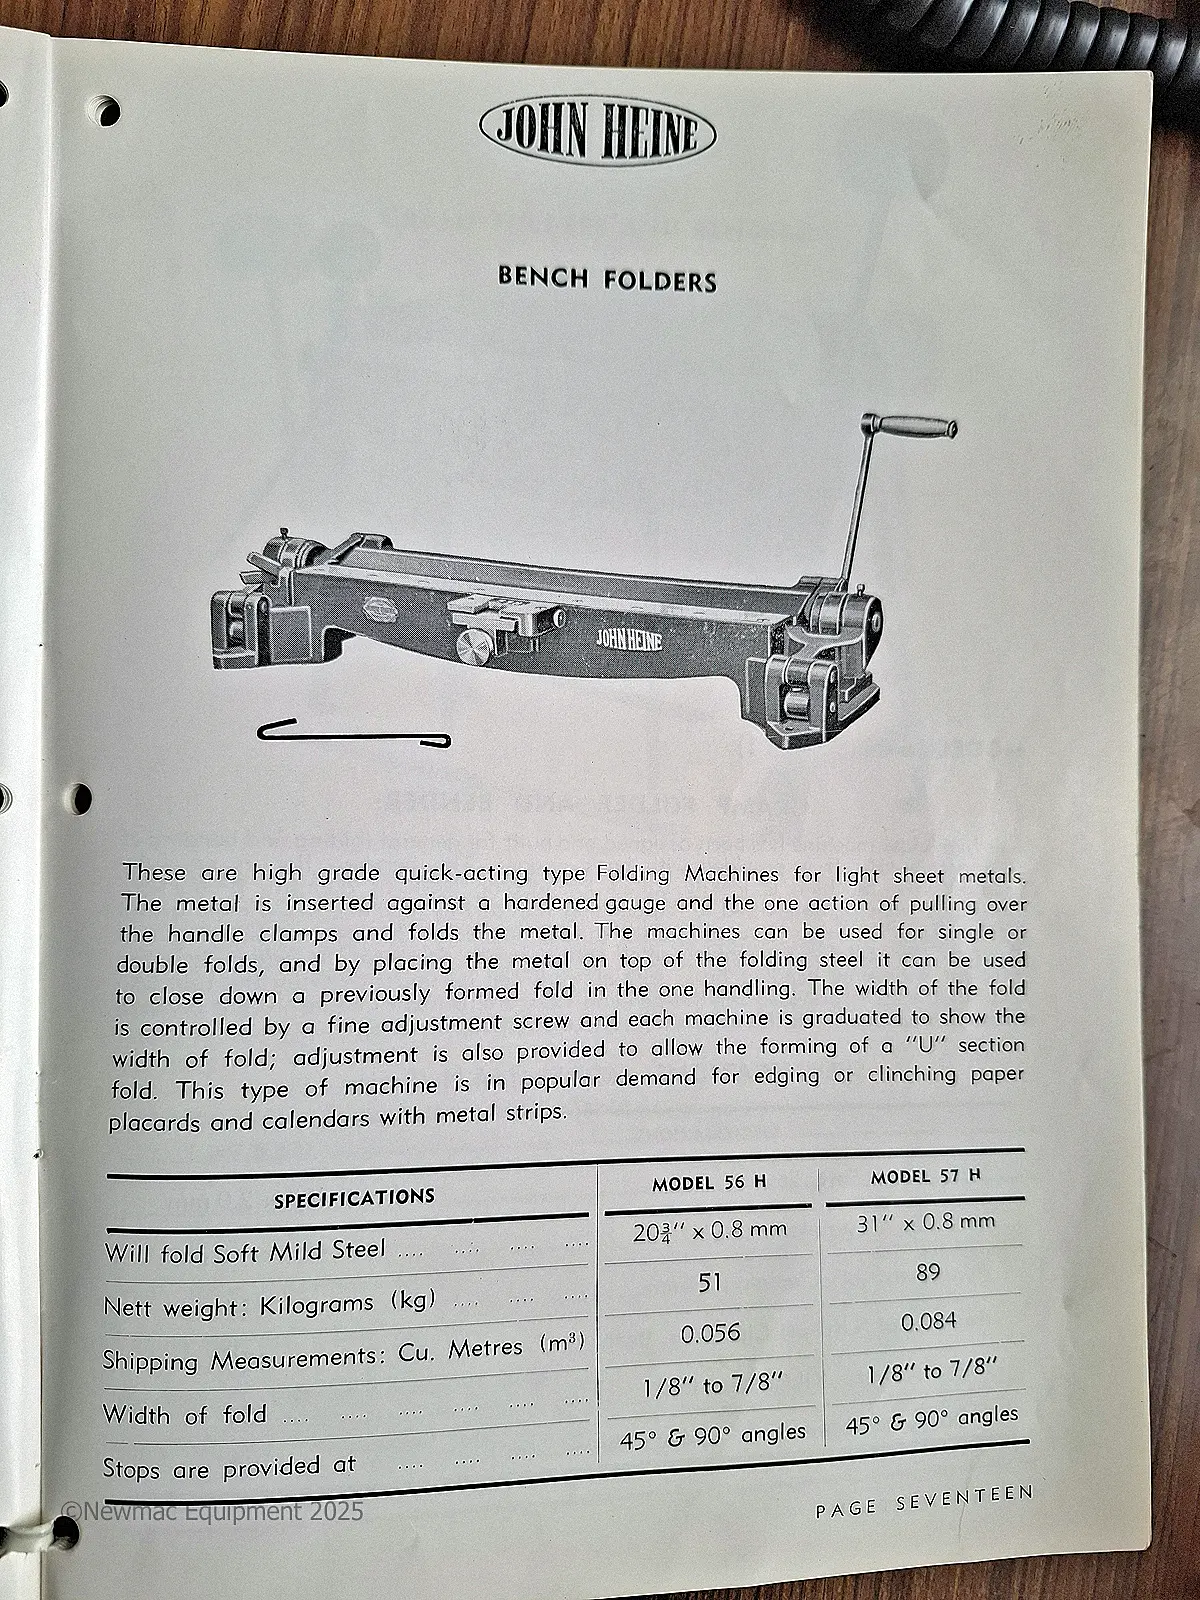 JOHN HEINE
BENCH FOLDERS
JOHN HEINE
These are high grade quick-acting type Folding Machines for light sheet metals.
The metal is inserted against a hardened gauge and the one action of pulling over
the handle clamps and folds the metal. The machines can be used for single or
double folds, and by placing the metal on top of the folding steel it can be used
to close down a previously formed fold in the one handling. The width of the fold
is controlled by a fine adjustment screw and each machine is graduated to show the
width of fold; adjustment is also provided to allow the forming of a "U" section
fold. This type of machine is in popular demand for edging or clinching paper
placards and calendars with metal strips.
SPECIFICATIONS MODEL 56 H MODEL 57 H
Will fold Soft Mild Steel .... .... .... .... 20¾" x 0.8 mm 31" x 0.8 mm
Nett weight: Kilograms (kg) .... .... .... 51 89
Shipping Measurements: Cu. Metres (m³) 0.056 0.084
Width of fold .... .... .... .... .... .... 1/8" to 7/8" 1/8" to 7/8"
Stops are provided at .... .... .... .... 45° & 90° angles 45° & 90° angles
PAGE SEVENTEEN
©Newmac Equipment 2025